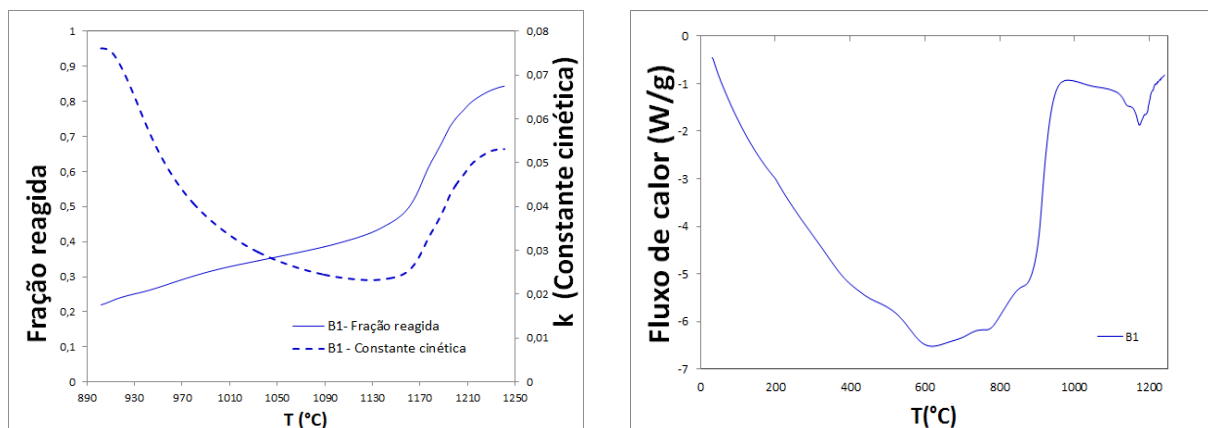 1
0,9
0,8
0,7
0,6
0,5
0,4
0,3
0,2
0,1
0
Fração reagida
0,08
0,07
0,06
0,05
0,04
0,03
0,02
0,01
0
k (Constante cinética)
B1- Fração reagida
B1 - Constante cinética
890 930 970 1010 1050 1090 1130 1170 1210 1250
T (°C)
0
-1
-2
-3
-4
-5
-6
-7
Fluxo de calor (W/g)
B1
0 200 400 600 800 1000 1200
T(°C)